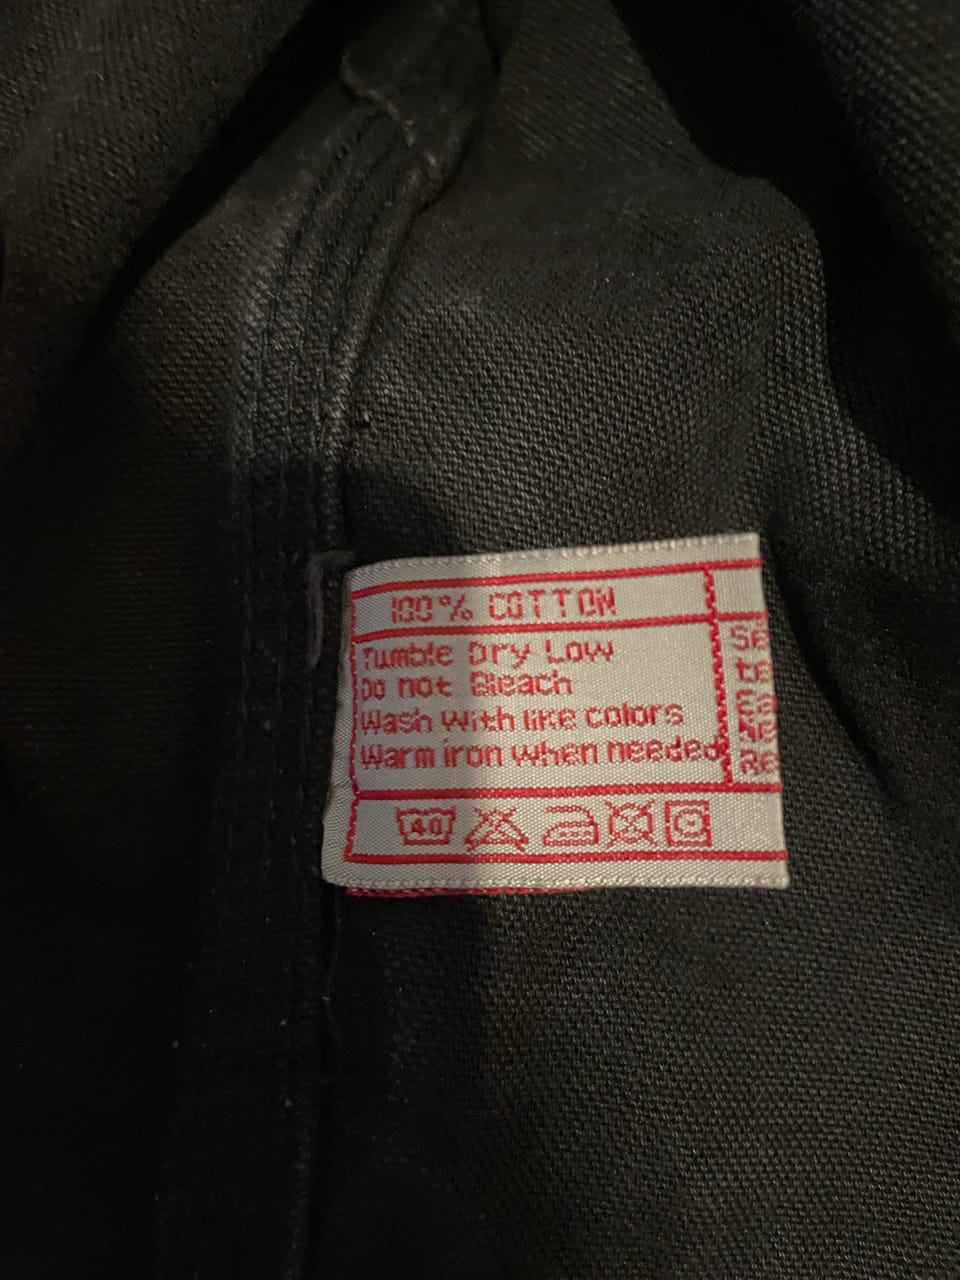 100% COTTON
Tumble Dry Low
Do not Bleach
Wash with like colors
Warm iron when needed
40